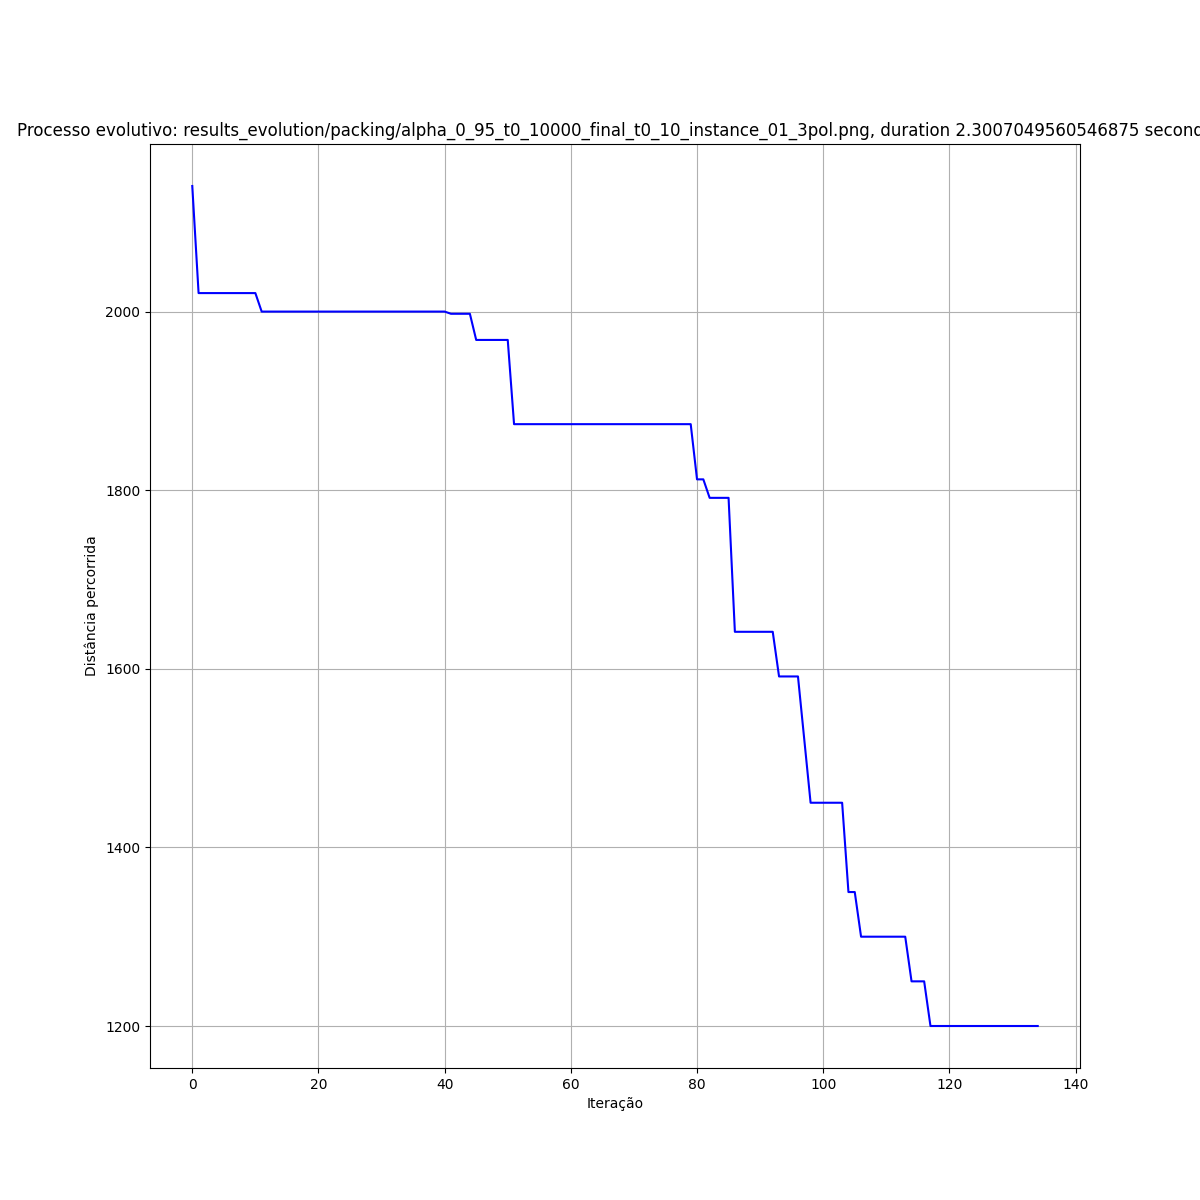 Processo evolutivo: results_evolution/packing/alpha_0_95_t0_10000_final_t0_10_instance_01_3pol.png, duration 2.3007049560546875 second
2000
1800
1600
1400
1200
Distância percorrida
0 20 40 60 80 100 120 140
Iteração